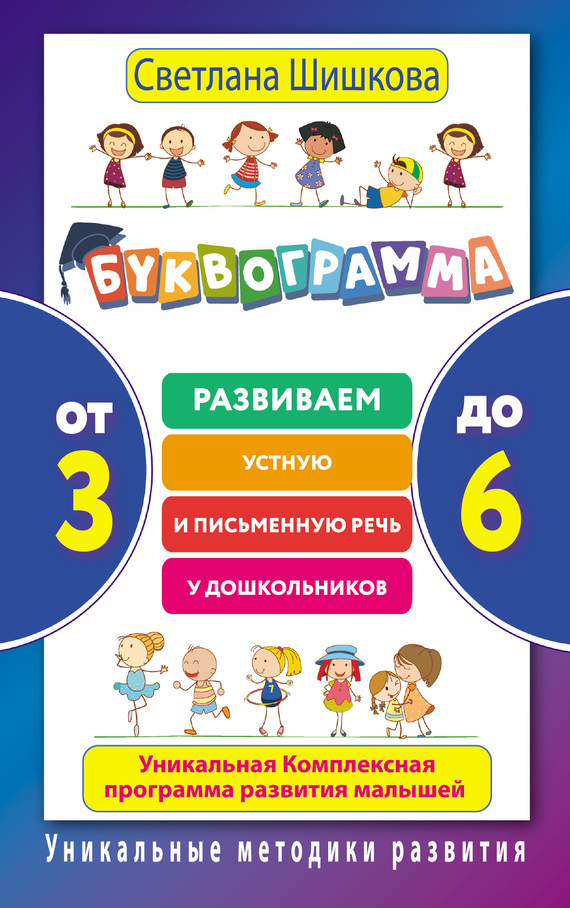 Светлана Шишкова
БУКВОГРАММА
от
3
до
6
РАЗВИВАЕМ
УСТНУЮ
И ПИСЬМЕННУЮ РЕЧЬ
У ДОШКОЛЬНИКОВ
7
Уникальная Комплексная
программа развития малышей
Уникальные методики развития